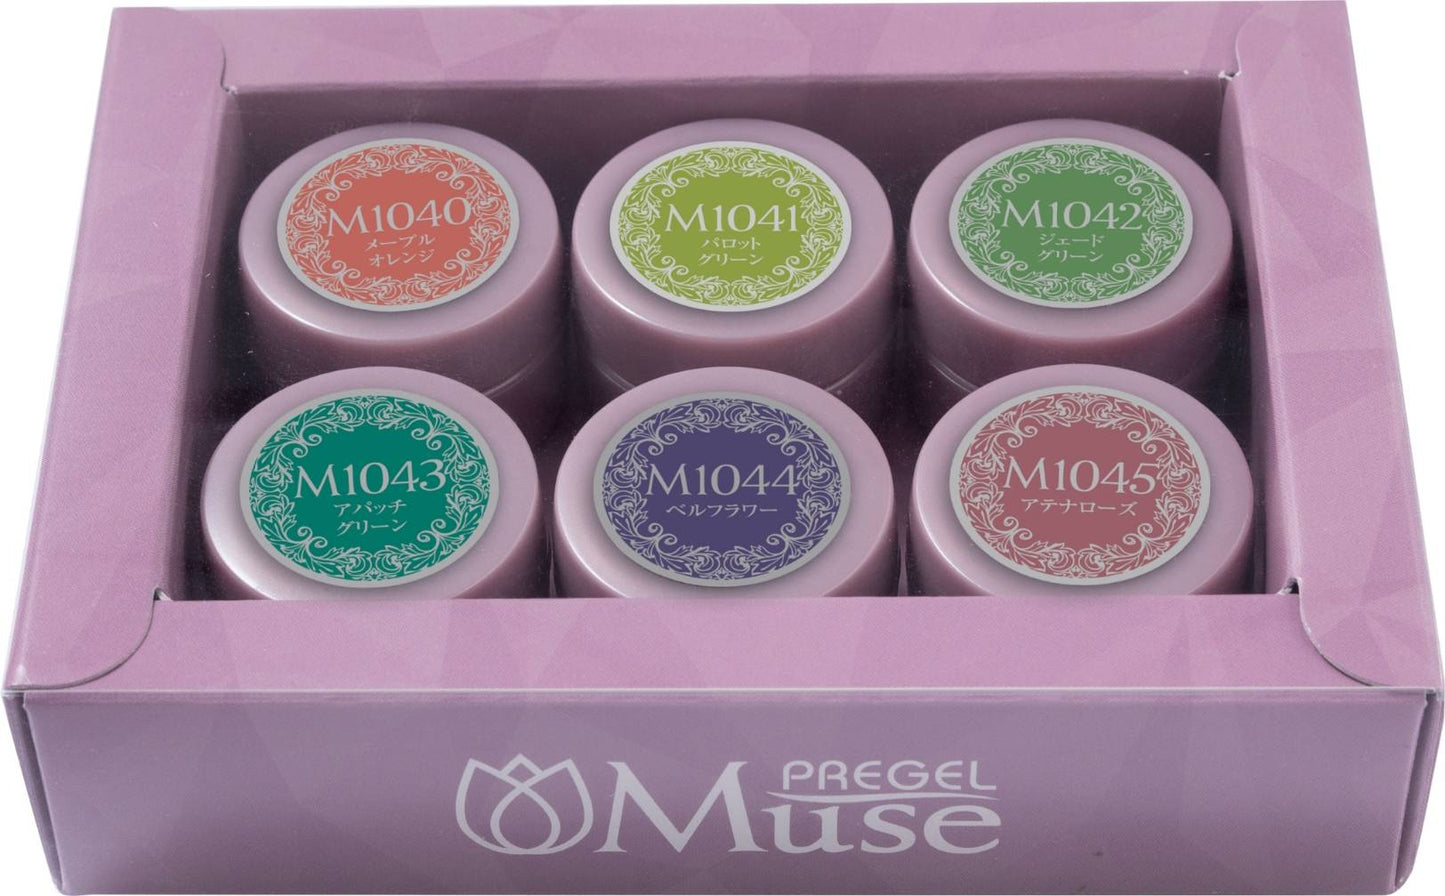 M1040
メープル
オレンジ
M1041
パロット
グリーン
M1042
ジェード
グリーン
M1043
アパッチ
グリーン
M1044
ベルフラワー
M1045
アテナローズ
PREGEL
Muse